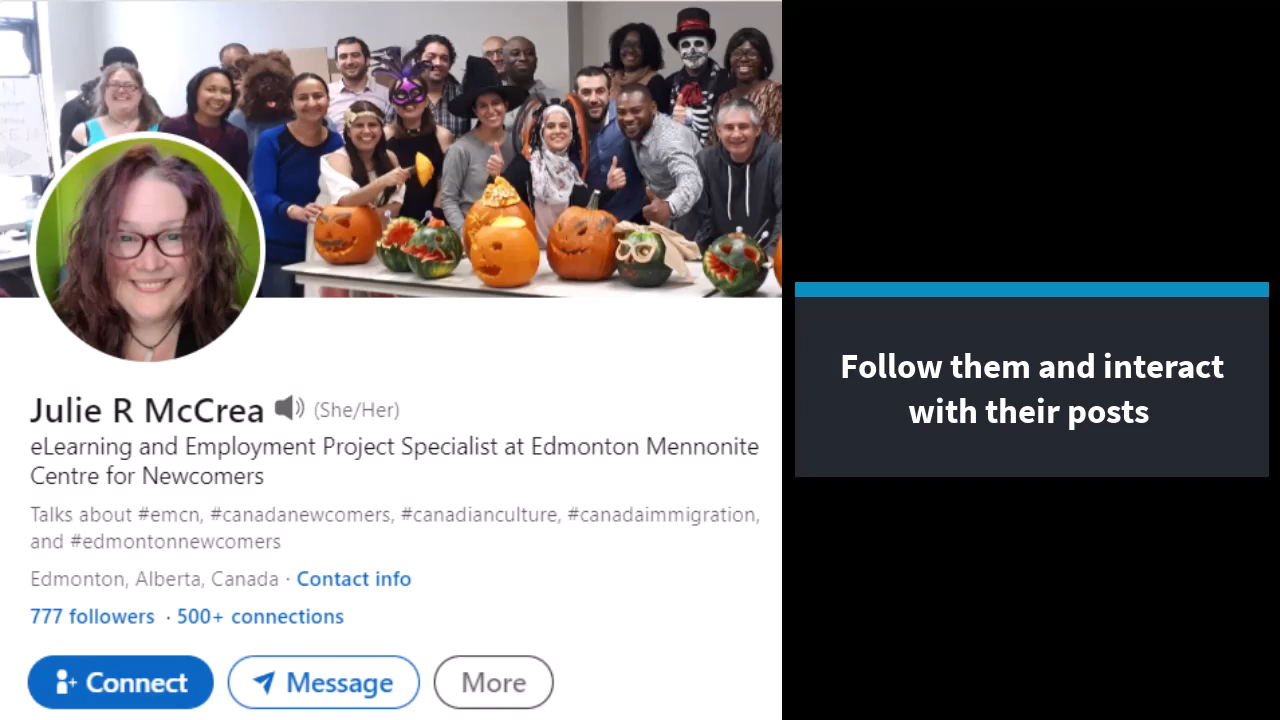 Julie R McCrea (She/Her)
eLearning and Employment Project Specialist at Edmonton Mennonite
Centre for Newcomers
Talks about #emcn, #canadanewcomers, #canadianculture, #canadaimmigration,
and #edmontonnewcomers
Edmonton, Alberta, Canada · Contact info
777 followers · 500+ connections
Connect
Message
More
Follow them and interact
with their posts